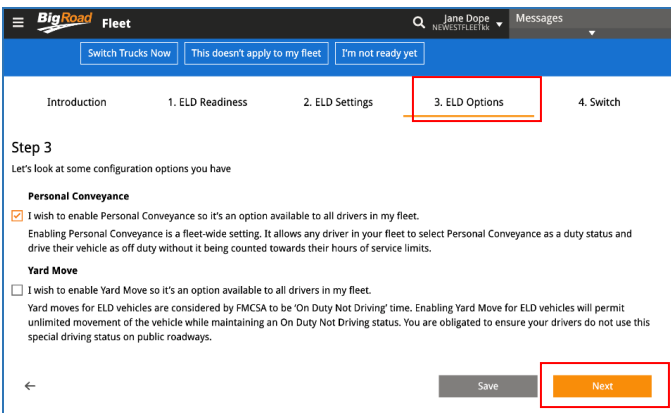 BigRoad Fleet
Jane Dope
NEWESTFLEETkk
Messages
Switch Trucks Now
This doesn't apply to my fleet
I'm not ready yet
Introduction
1. ELD Readiness
2. ELD Settings
3. ELD Options
4. Switch
Step 3
Let's look at some configuration options you have
Personal Conveyance
I wish to enable Personal Conveyance so it's an option available to all drivers in my fleet.
Enabling Personal Conveyance is a fleet-wide setting. It allows any driver in your fleet to select Personal Conveyance as a duty status and
drive their vehicle as off duty without it being counted towards their hours of service limits.
Yard Move
I wish to enable Yard Move so it's an option available to all drivers in my fleet.
Yard moves for ELD vehicles are considered by FMCSA to be 'On Duty Not Driving' time. Enabling Yard Move for ELD vehicles will permit
unlimited movement of the vehicle while maintaining an On Duty Not Driving status. You are obligated to ensure your drivers do not use this
special driving status on public roadways.
Save
Next